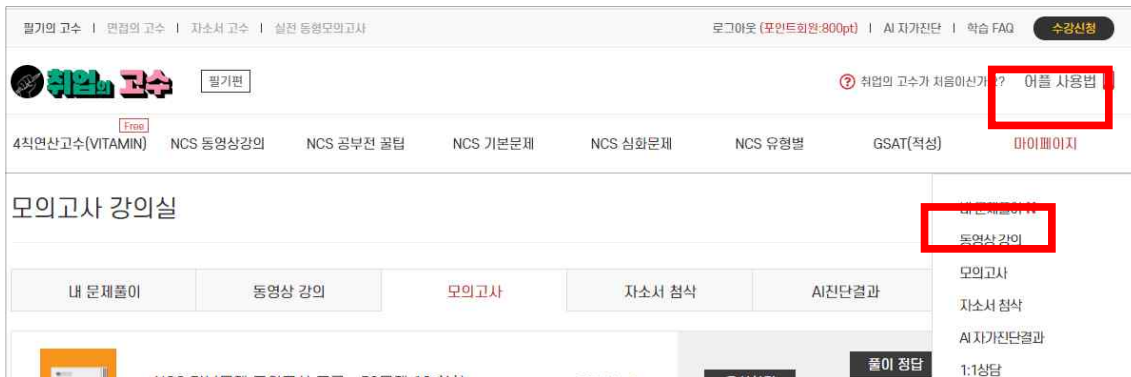 필기의 고수 | 면접의 고수 | 자소서 고수 | 실전 동형모의고사
로그아웃 (포인트회원:800pt) | AI 자가진단 | 학습 FAQ 수강신청
취업의 고수 필기편
? 취업의 고수가 처음이신가요? 어플 사용법
Free
4칙연산고수(VITAMIN) NCS 동영상강의 NCS 공부전 꿀팁 NCS 기본문제 NCS 심화문제 NCS 유형별 GSAT(적성) 마이페이지
모의고사 강의실
내 문제풀이
동영상 강의
모의고사
자소서 첨삭
AI 자가진단결과
1:1상담
내 문제풀이 동영상 강의 모의고사 자소서 첨삭 AI진단결과
풀이 정답